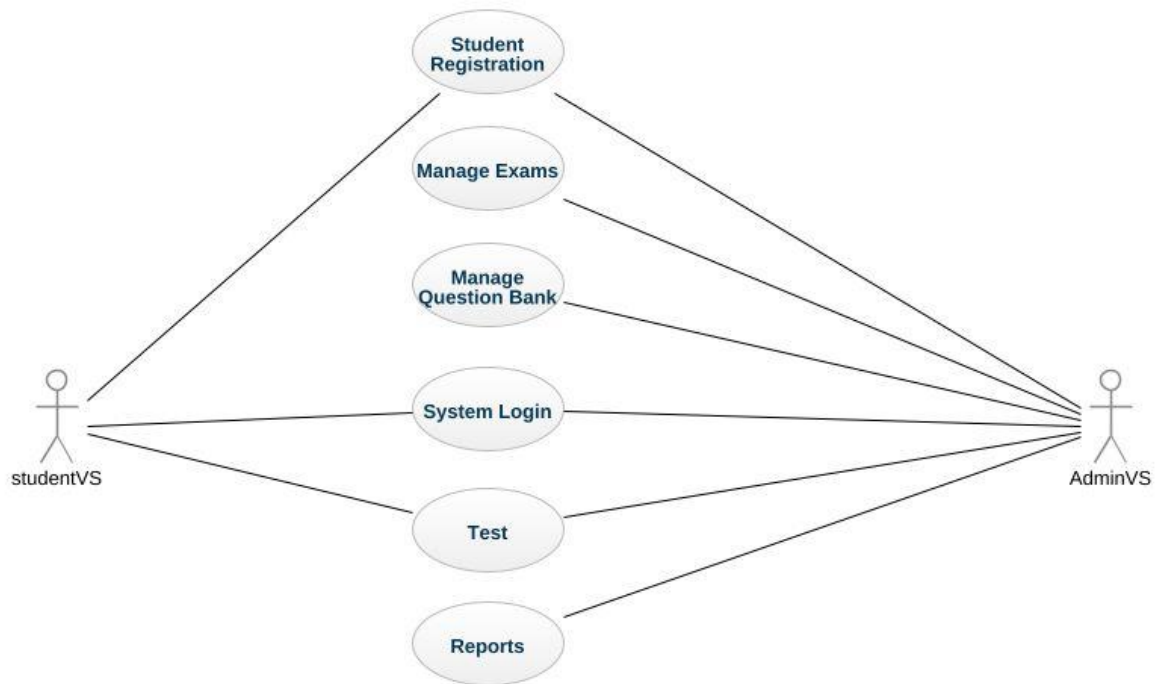 Student
Registration
Manage Exams
Manage
Question Bank
System Login
studentVS
AdminVS
Test
Reports